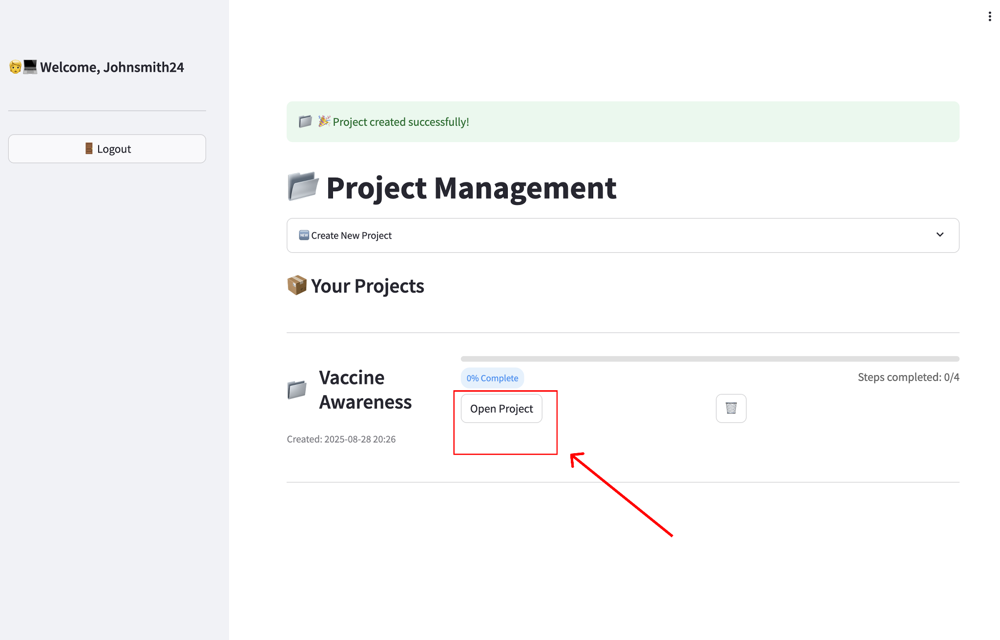 Welcome, Johnsmith24
Logout
Project created successfully!
Project Management
NEW Create New Project
Your Projects
Vaccine
Awareness
Created: 2025-08-28 20:26
0% Complete
Steps completed: 0/4
Open Project